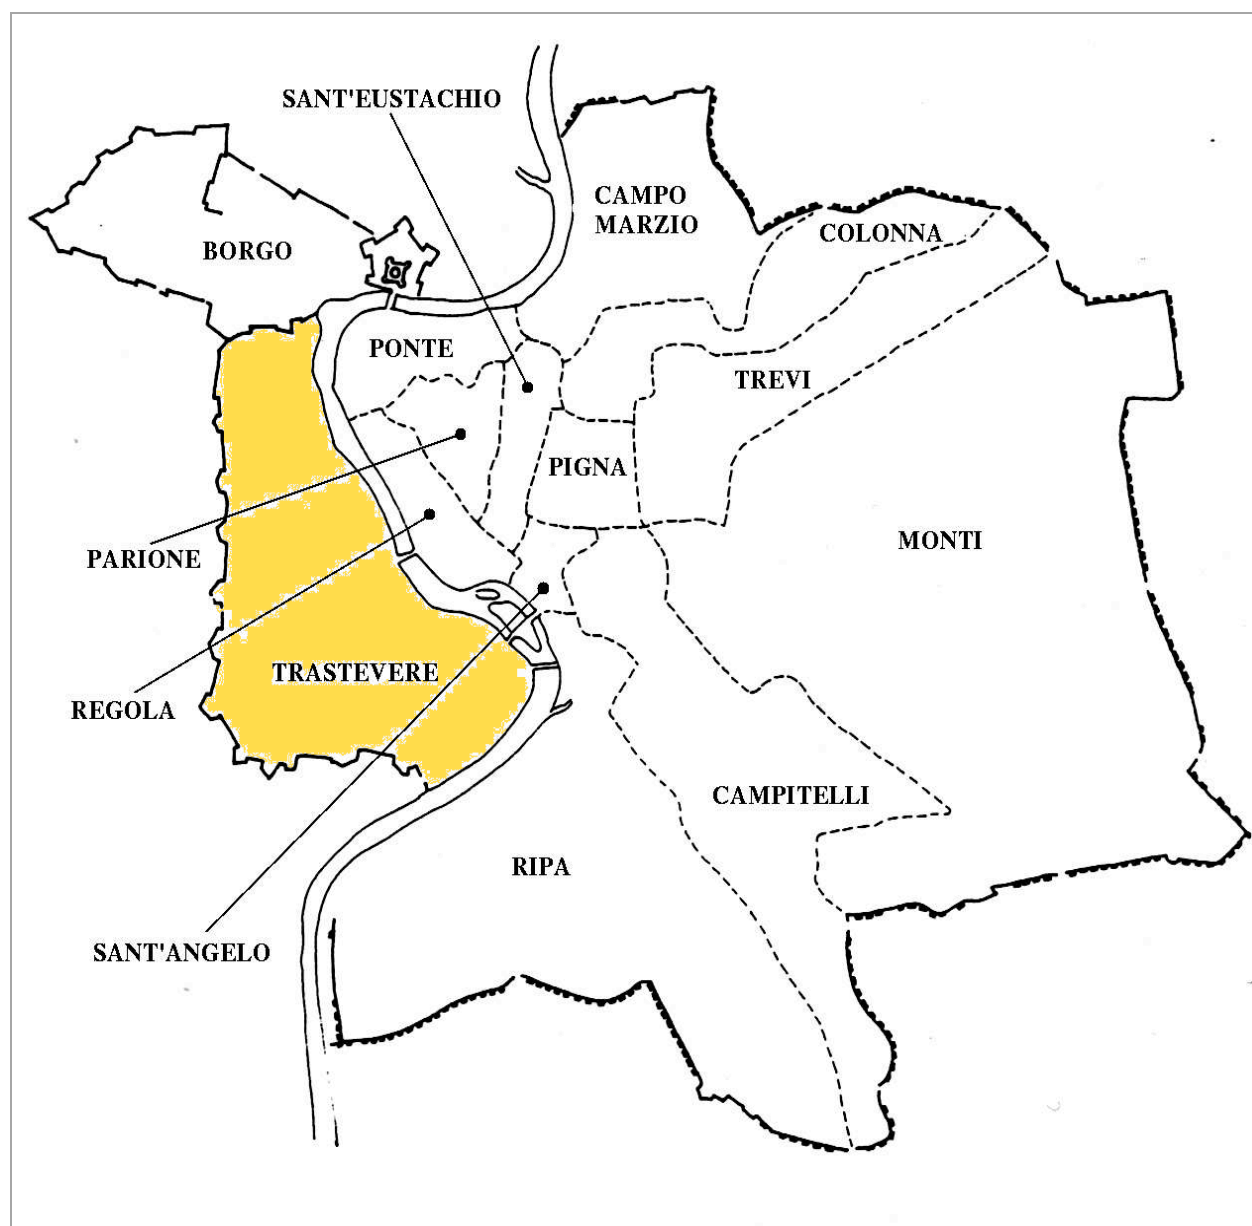 SANT'EUSTACHIO
CAMPO
MARZIO
COLONNA
BORGO
PONTE
TREVI
PIGNA
MONTI
PARIONE
TRASTEVERE
REGOLA
CAMPITELLI
RIPA
SANT'ANGELO